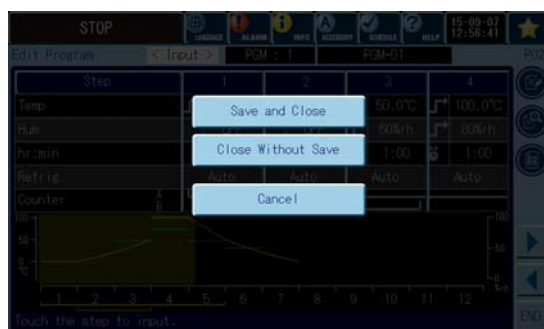 STOP
LANGUAGE ALARM INFO ACCESSORY SCHEDULE HELP
15-09-07
12:56:41
Edit Program < Input > PGM : 1 PGM-01 P02
Step 1 2 3 4
Temp 50.0°C 100.0°C
Hum OFF OFF 60%rh 80%rh
hr:min 1:00 1:00
Refrig Auto Auto Auto Auto
Counter A
B
Save and Close
Close Without Save
Cancel
100 100
50 50
°C 0
%rh
1 2 3 4 5 6 7 8 9 10 11 12
Touch the step to input.
END